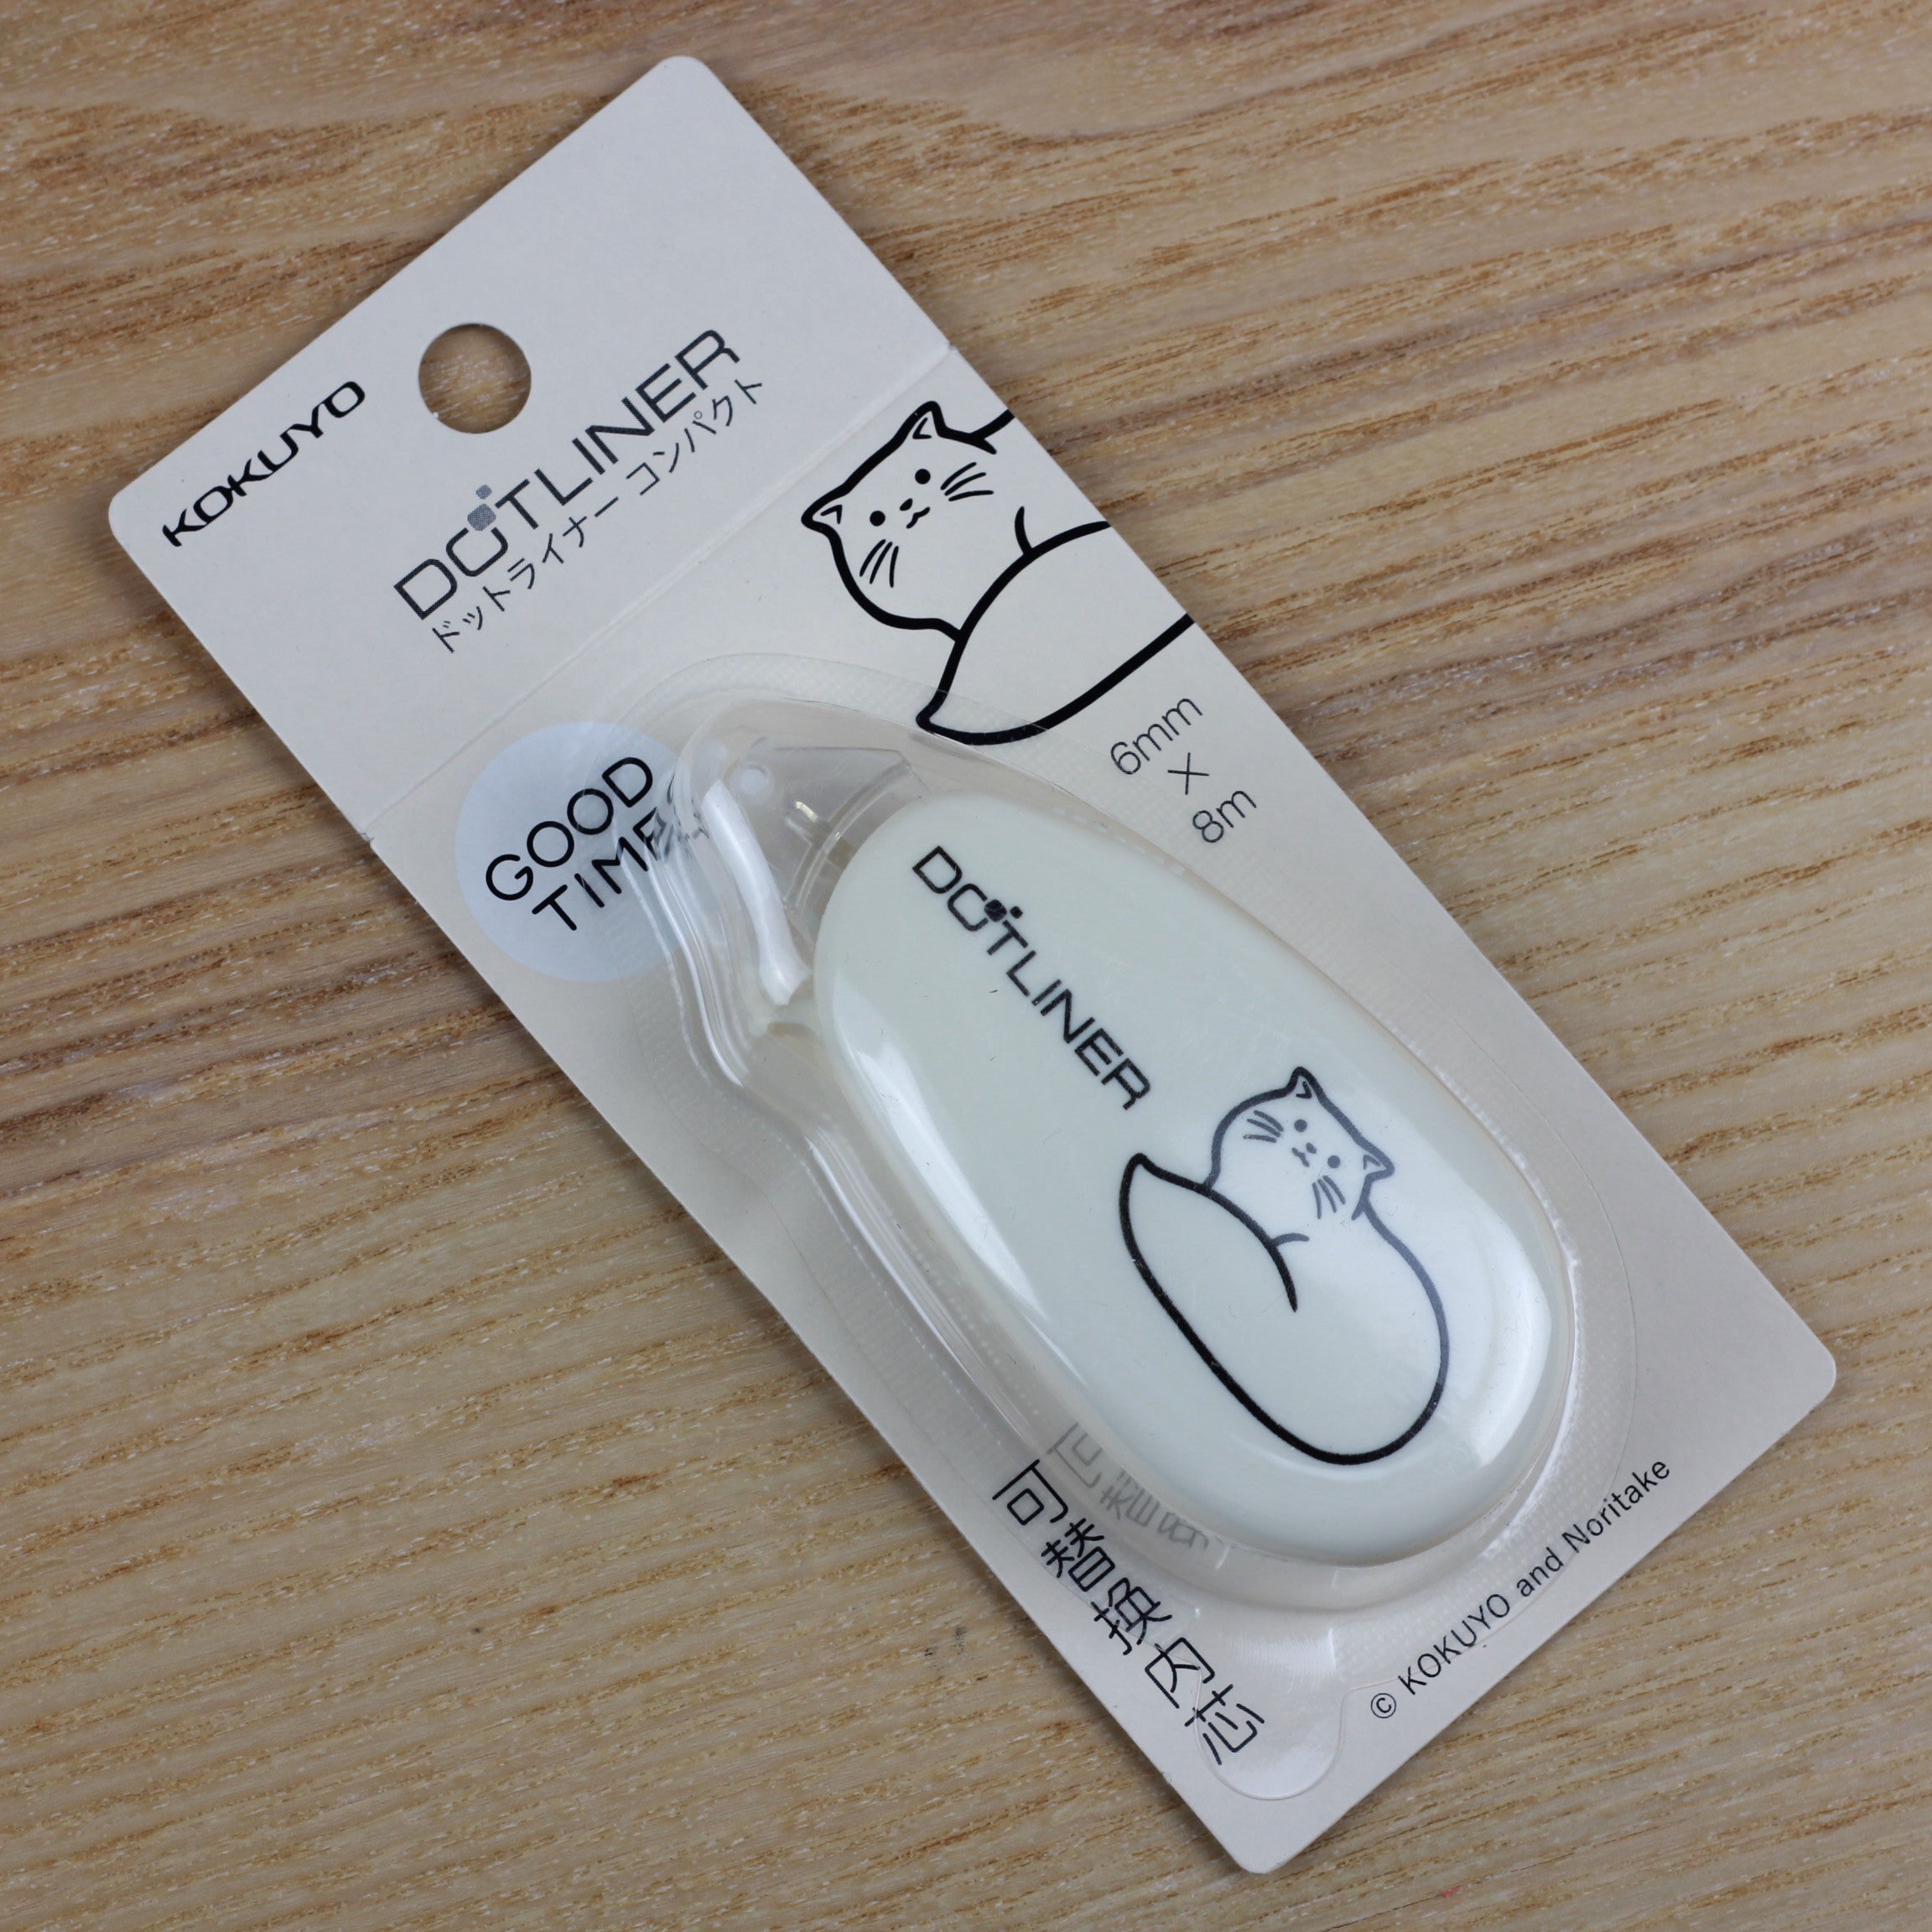 KOKUYO
DOTLINER
ドットライナー コンパクト
GOOD
TIME
6mm
×
8m
DOTLINER
可替换内芯
© KOKUYO and Noritake